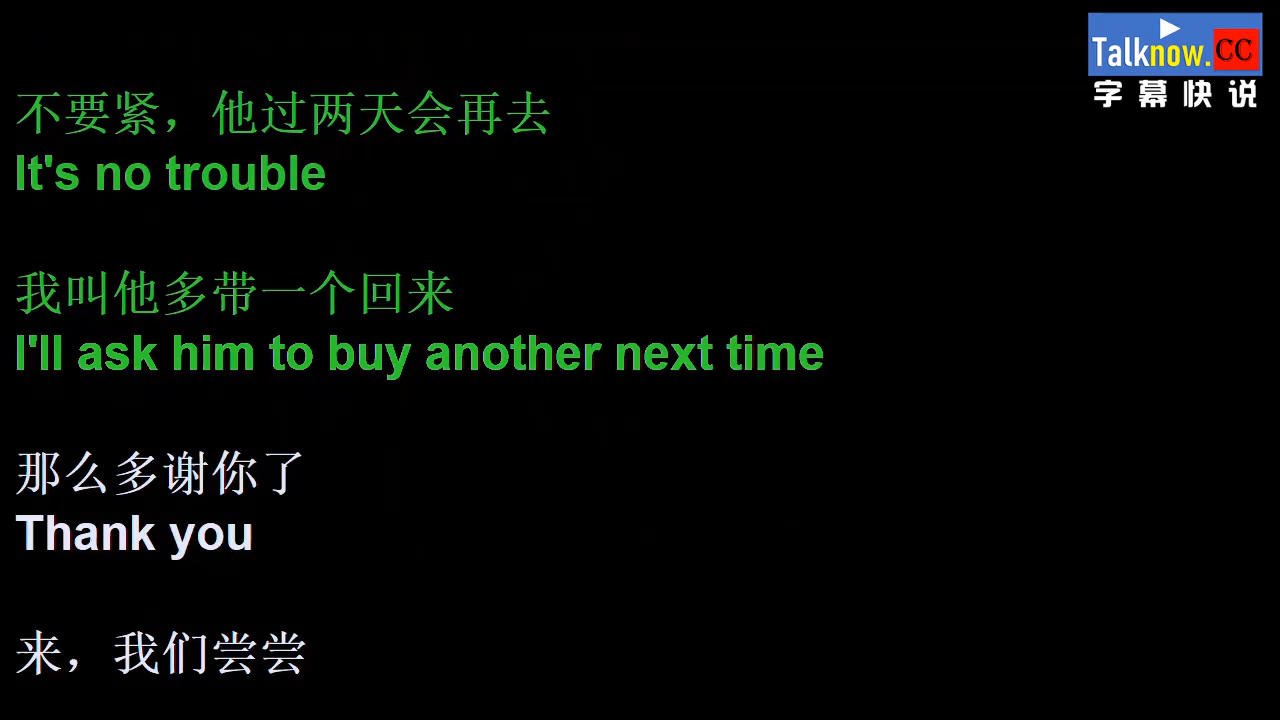 Talknow.CC
字幕快说
不要紧，他过两天会再去
It's no trouble
我叫他多带一个回来
I'll ask him to buy another next time
那么多谢你了
Thank you
来，我们尝尝